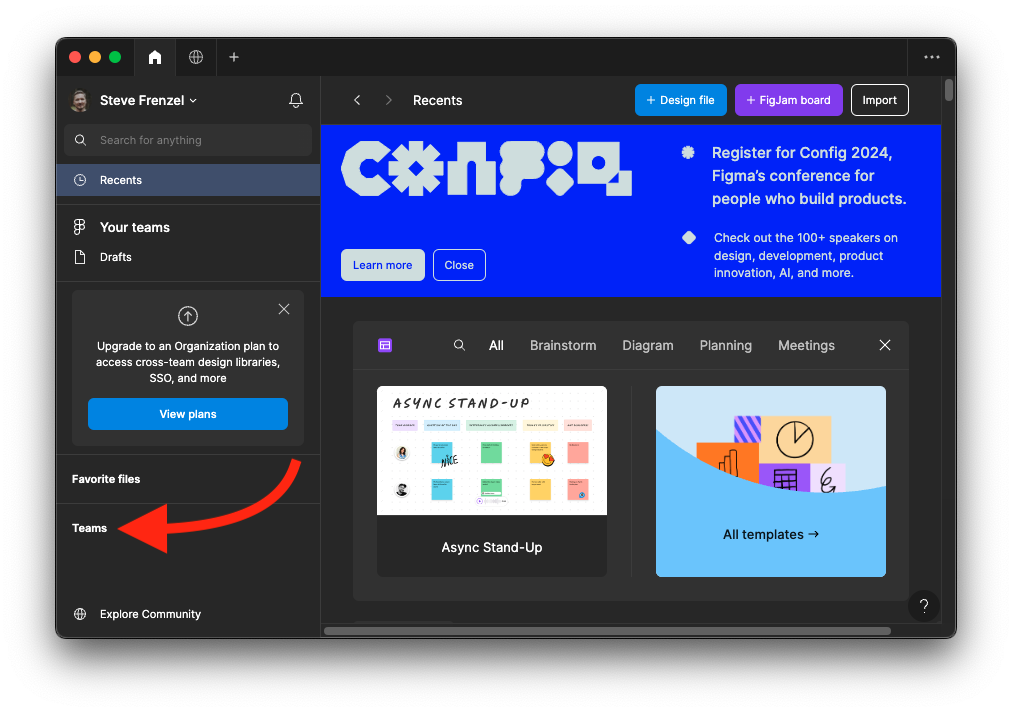 Steve Frenzel
Search for anything
Recents
Your teams
Drafts
Upgrade to an Organization plan to
access cross-team design libraries,
SSO, and more
View plans
Favorite files
Teams
Explore Community
Recents
+ Design file
+ FigJam board
Import
CONFIG
Register for Config 2024,
Figma’s conference for
people who build products.
Check out the 100+ speakers on
design, development, product
innovation, AI, and more.
Learn more
Close
All
Brainstorm
Diagram
Planning
Meetings
ASYNC STAND-UP
NICE
Async Stand-Up
All templates →
?